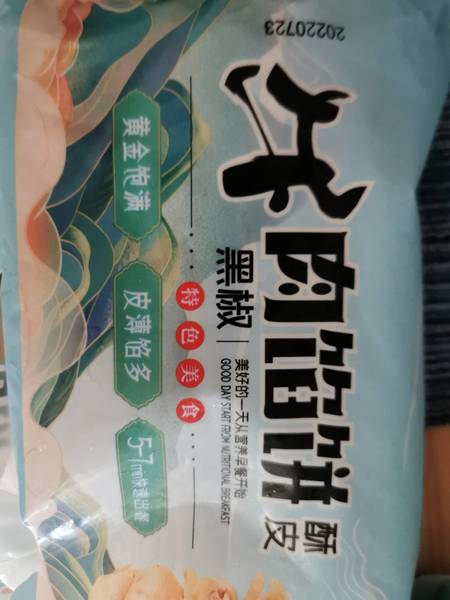 20220723
牛肉馅饼
酥皮
黑椒
美好的一天从营养早餐开始
GOOD DAY START FROM NUTRITIONAL BREAKFAST
特色美食
黄金饱满
皮薄馅多
5-7min快速出餐